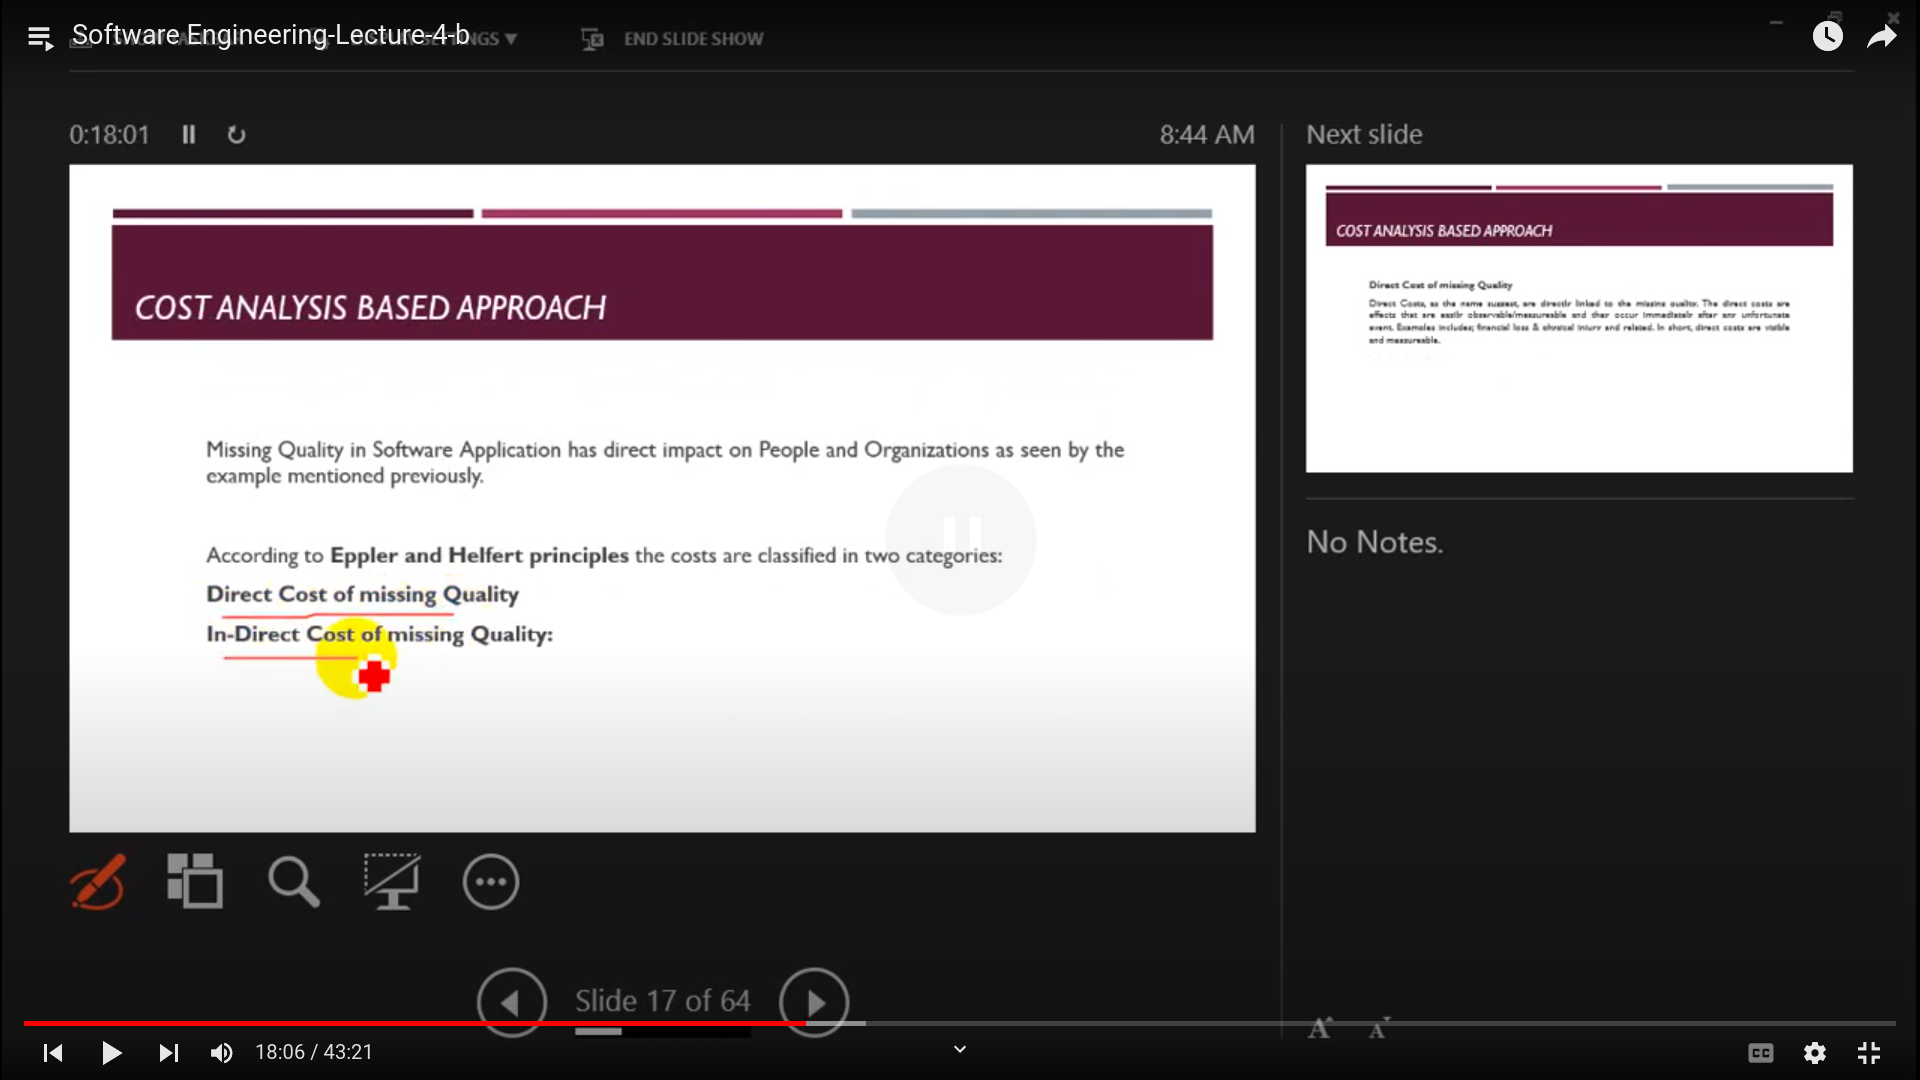 Software Engineering-Lecture-4-b
END SLIDE SHOW
0:18:01
8:44 AM
Next slide
COST ANALYSIS BASED APPROACH
Missing Quality in Software Application has direct impact on People and Organizations as seen by the
example mentioned previously.
According to Eppler and Helfert principles the costs are classified in two categories:
Direct Cost of missing Quality
In-Direct Cost of missing Quality:
COST ANALYSIS BASED APPROACH
Direct Cost of missing Quality
Direct Costs, as the name suggest, are directly linked to the missing quality. The direct costs are
effects that are easily observable/measureable and they occur immediately after any unfortunate
event. Examples includes; financial loss & physical injury and related. In short, direct costs are visible
and measureable.
No Notes.
Slide 17 of 64
A A
18:06 / 43:21
CC